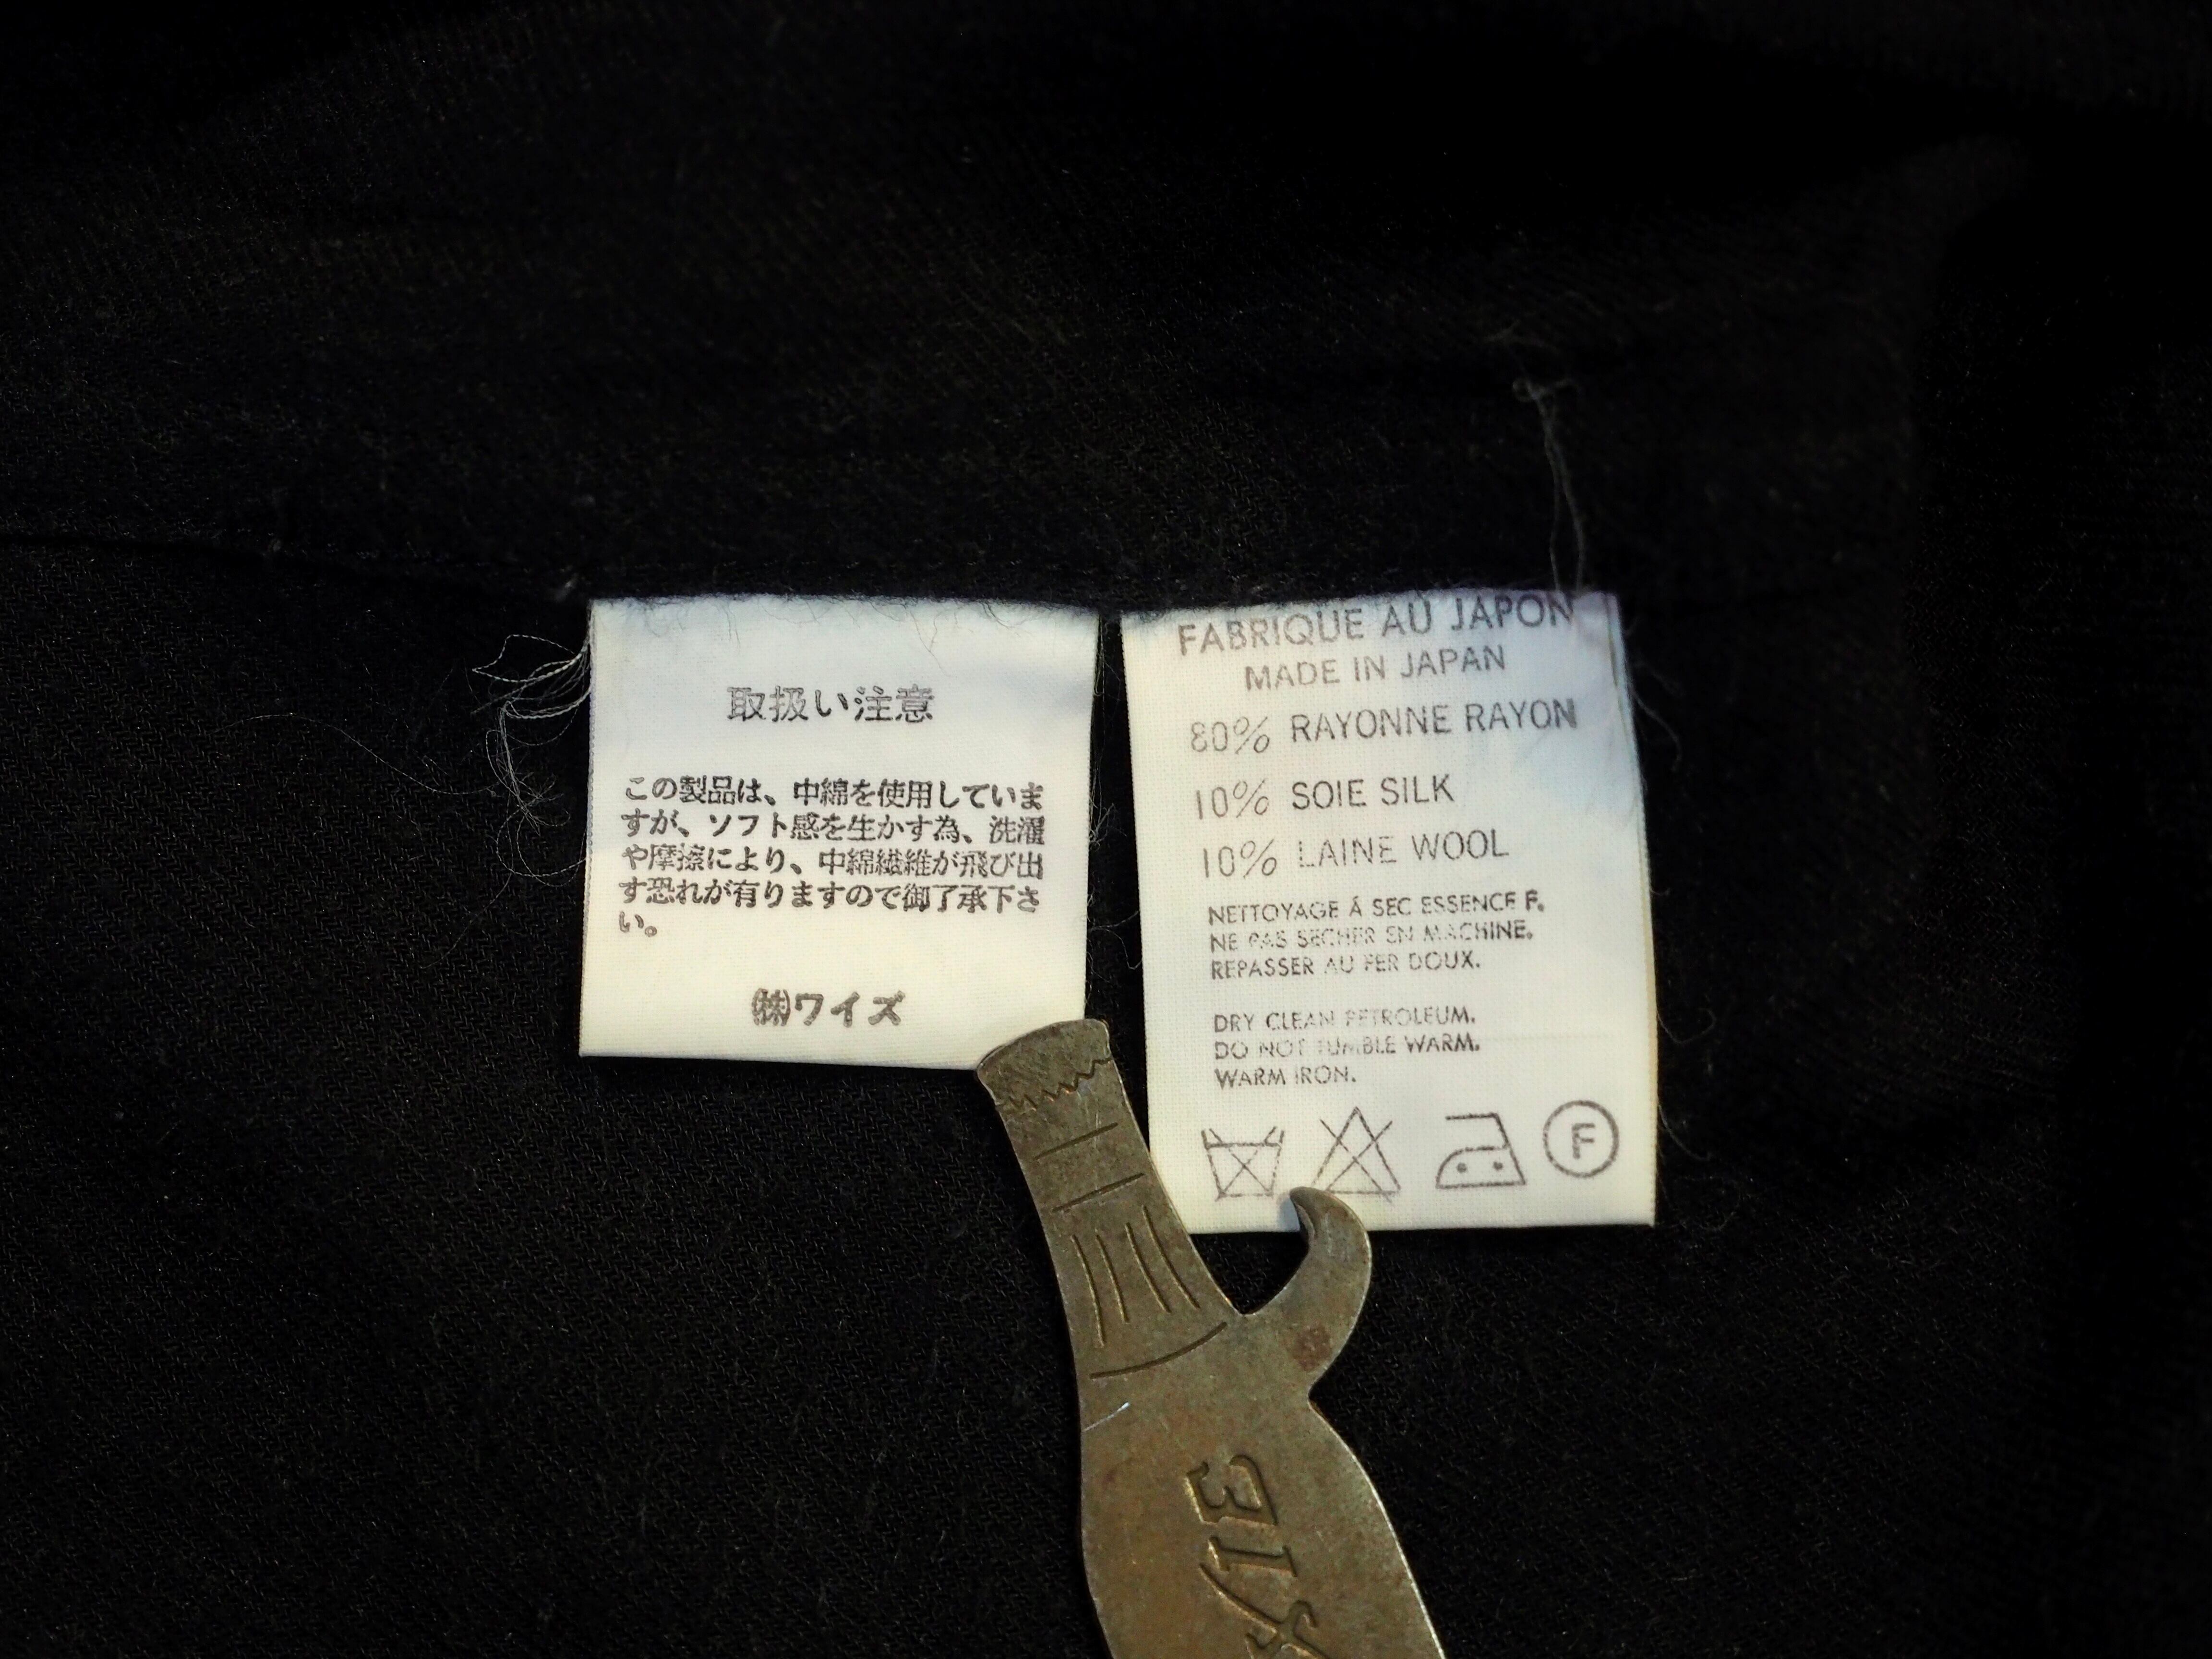 取扱い注意
この製品は、中綿を使用していま
すが、ソフト感を生かす為、洗濯
や摩擦により、中綿繊維が飛び出
す恐れが有りますので御了承下さ
い。
㈱ワイズ
FABRIQUE AU JAPON
MADE IN JAPAN
80% RAYONNE RAYON
10% SOIE SILK
10% LAINE WOOL
NETTOYAGE Á SEC ESSENCE F.
NE PAS SECHER EN MACHINE.
REPASSER AU FER DOUX.
DRY CLEAN PETROLEUM.
DO NOT TUMBLE WARM.
WARM IRON.
F